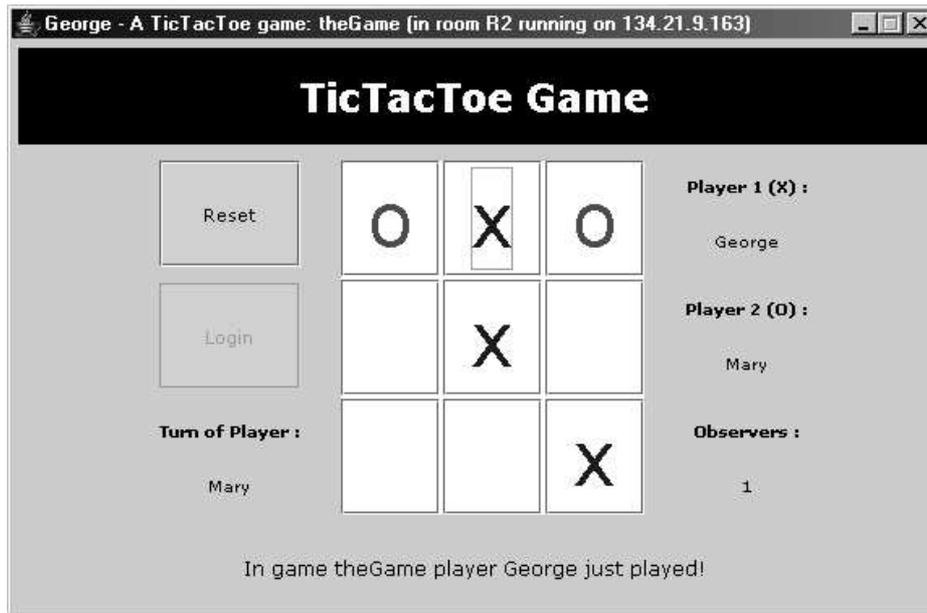 George - A TicTacToe game: theGame (in room R2 running on 134.21.9.163)
TicTacToe Game
Reset
O X O
Player 1 (X) :
George
Login
X
Player 2 (O) :
Mary
Turn of Player :
Mary
X
Observers :
1
In game theGame player George just played!